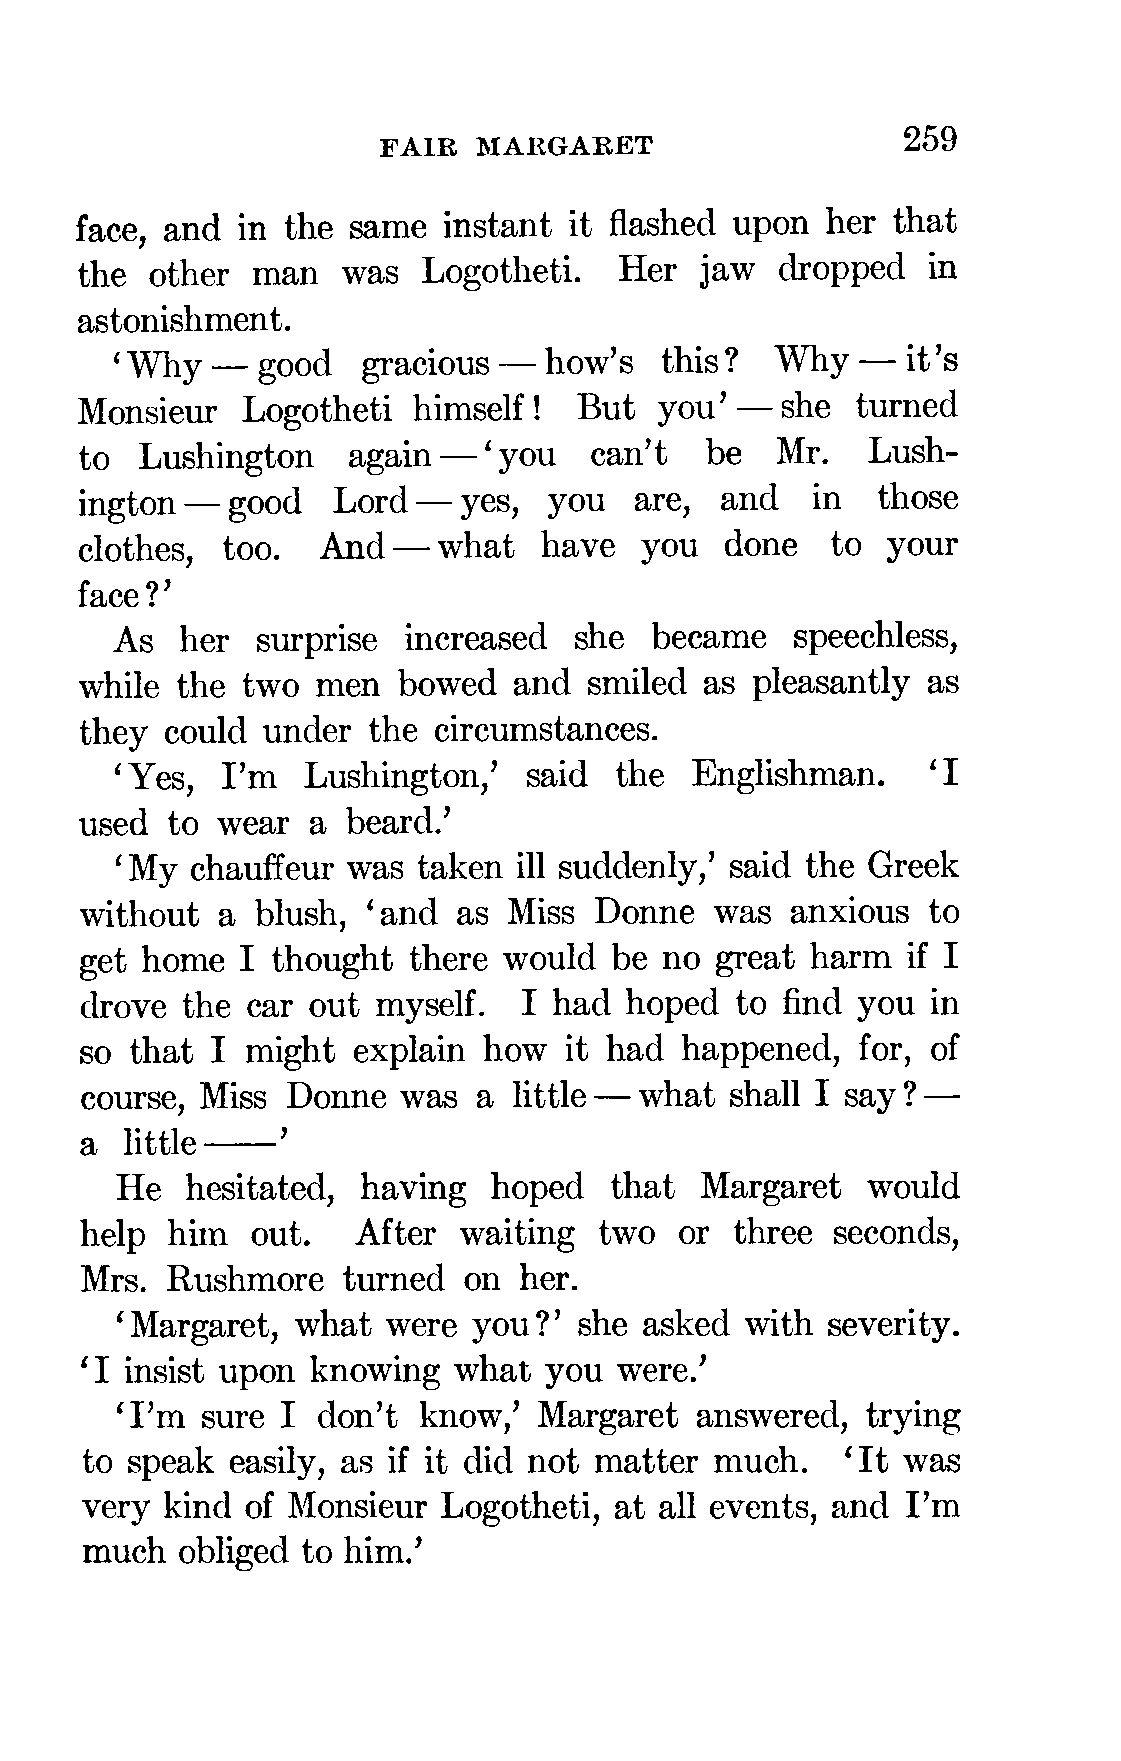 FAIR MARGARET 259
face, and in the same instant it flashed upon her that
the other man was Logotheti. Her jaw dropped in
astonishment.
‘Why — good gracious — how’s this? Why — it’s
Monsieur Logotheti himself! But you’ — she turned
to Lushington again — ‘you can’t be Mr. Lush-
ington — good Lord — yes, you are, and in those
clothes, too. And — what have you done to your
face?’
As her surprise increased she became speechless,
while the two men bowed and smiled as pleasantly as
they could under the circumstances.
‘Yes, I’m Lushington,’ said the Englishman. ‘I
used to wear a beard.’
‘My chauffeur was taken ill suddenly,’ said the Greek
without a blush, ‘and as Miss Donne was anxious to
get home I thought there would be no great harm if I
drove the car out myself. I had hoped to find you in
so that I might explain how it had happened, for, of
course, Miss Donne was a little — what shall I say? —
a little ——’
He hesitated, having hoped that Margaret would
help him out. After waiting two or three seconds,
Mrs. Rushmore turned on her.
‘Margaret, what were you?’ she asked with severity.
‘I insist upon knowing what you were.’
‘I’m sure I don’t know,’ Margaret answered, trying
to speak easily, as if it did not matter much. ‘It was
very kind of Monsieur Logotheti, at all events, and I’m
much obliged to him.’